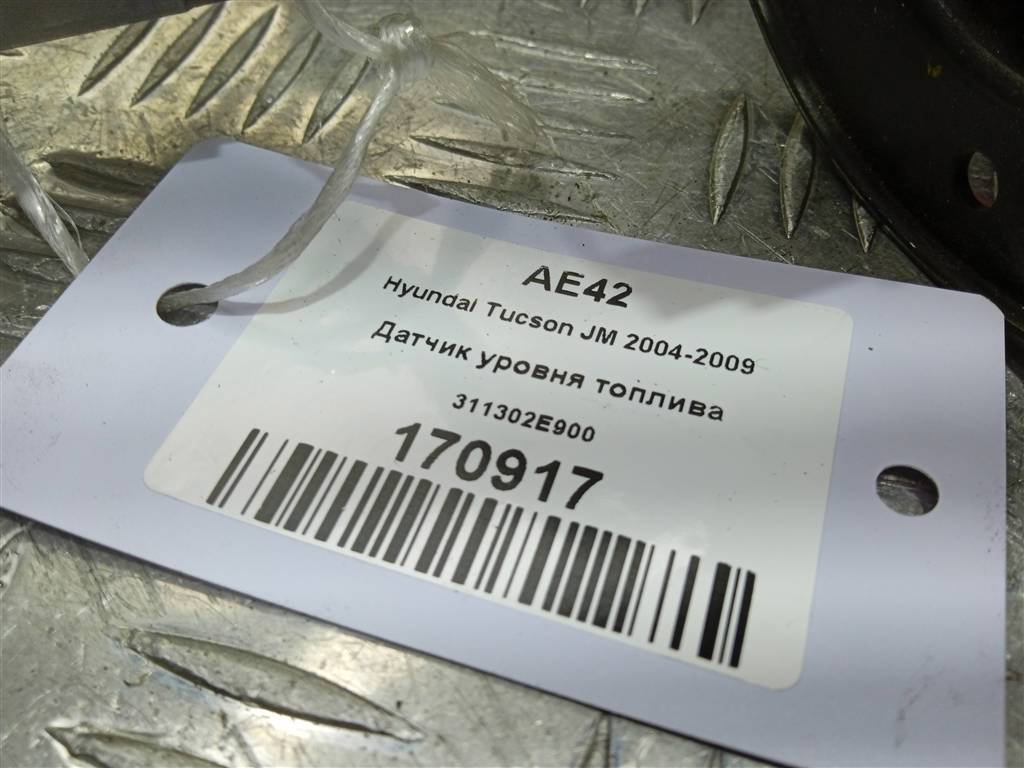 AE42
Hyundai Tucson JM 2004-2009
Датчик уровня топлива
311302E900
170917